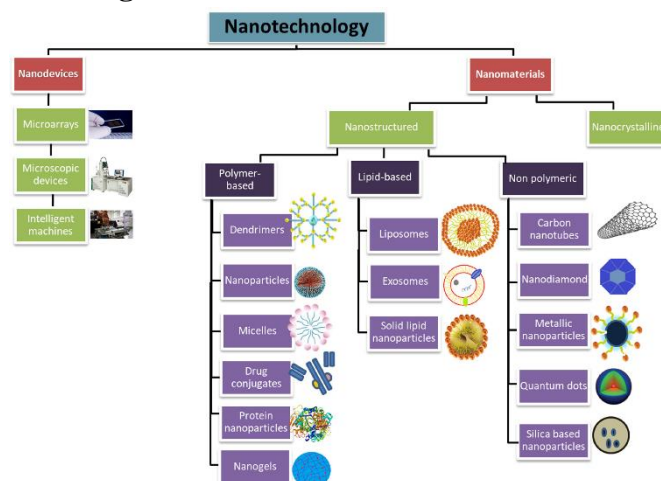 Nanotechnology
Nanodevices
Nanomaterials
Microarrays
Nanostructured
Nanocrystalline
Microscopic
devices
Polymer-
based
Lipid-based
Non polymeric
Intelligent
machines
Dendrimers
Liposomes
Carbon
nanotubes
Nanoparticles
Exosomes
Nanodiamond
Micelles
Solid lipid
nanoparticles
Metallic
nanoparticles
Drug
conjugates
Quantum dots
Protein
nanoparticles
Silica based
nanoparticles
Nanogels